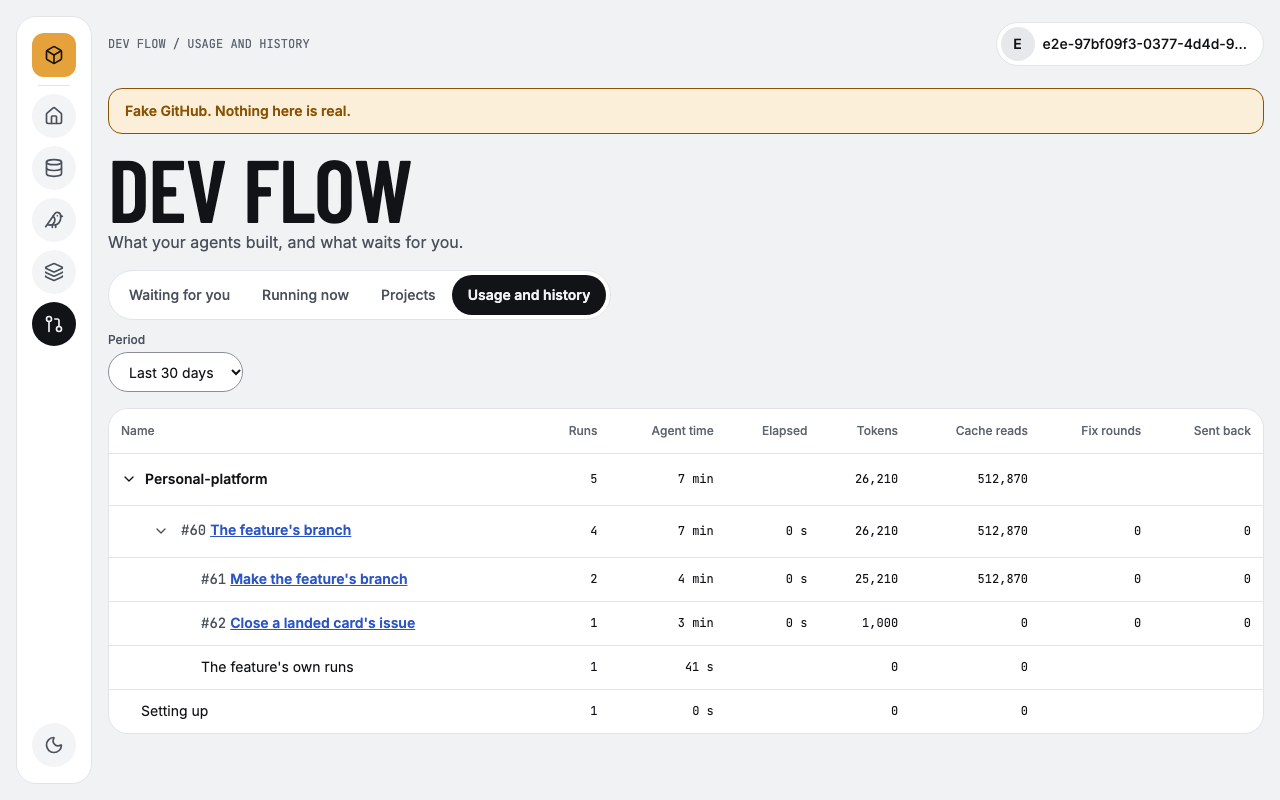 DEV FLOW / USAGE AND HISTORY
E e2e-97bf09f3-0377-4d4d-9...
Fake GitHub. Nothing here is real.
DEV FLOW
What your agents built, and what waits for you.
Waiting for you Running now Projects Usage and history
Period
Last 30 days
Name Runs Agent time Elapsed Tokens Cache reads Fix rounds Sent back
Personal-platform 5 7 min 26,210 512,870
#60 The feature's branch 4 7 min 0 s 26,210 512,870 0 0
#61 Make the feature's branch 2 4 min 0 s 25,210 512,870 0 0
#62 Close a landed card's issue 1 3 min 0 s 1,000 0 0 0
The feature's own runs 1 41 s 0 0
Setting up 1 0 s 0 0